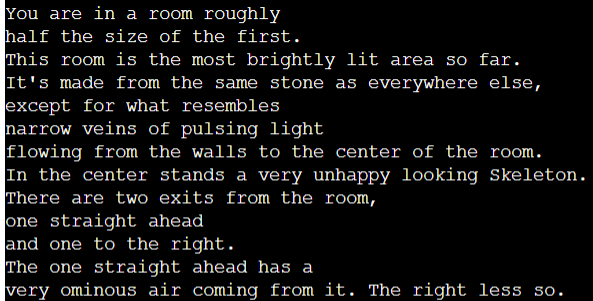 You are in a room roughly
half the size of the first.
This room is the most brightly lit area so far.
It's made from the same stone as everywhere else,
except for what resembles
narrow veins of pulsing light
flowing from the walls to the center of the room.
In the center stands a very unhappy looking Skeleton.
There are two exits from the room,
one straight ahead
and one to the right.
The one straight ahead has a
very ominous air coming from it. The right less so.